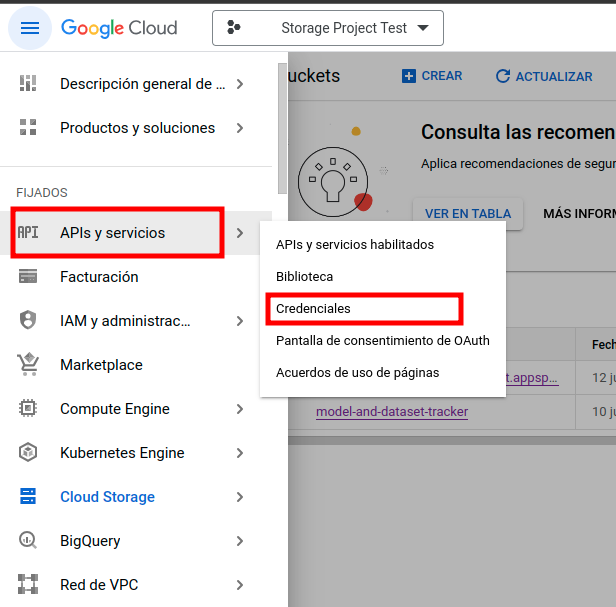 Google Cloud
Storage Project Test
Descripción general de ...
Productos y soluciones
FIJADOS
API
APIs y servicios
Facturación
IAM y administrac...
Marketplace
Compute Engine
Kubernetes Engine
Cloud Storage
BigQuery
Red de VPC
APIs y servicios habilitados
Biblioteca
Credenciales
Pantalla de consentimiento de OAuth
Acuerdos de uso de páginas
uckets
CREAR
ACTUALIZAR
Consulta las recomen
Aplica recomendaciones de segur
VER EN TABLA
MÁS INFORM
Fech
t.appsp...
12 ju
model-and-dataset-tracker
10 ju